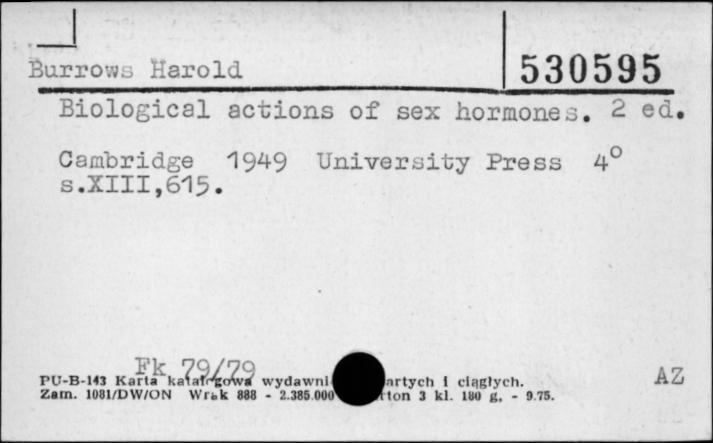 Burrows Harold 530595
Biological actions of sex hormones. 2 ed.
Cambridge 1949 University Press 4°
s.XIII,615.
Fk 79/79
PU-B-143 Karta katalogowa wydawni artych i ciągłych. AZ
Zam. 1081/DW/ON Wrak 888 - 2.385.000 rton 3 kl. 180 g. - 9.75.